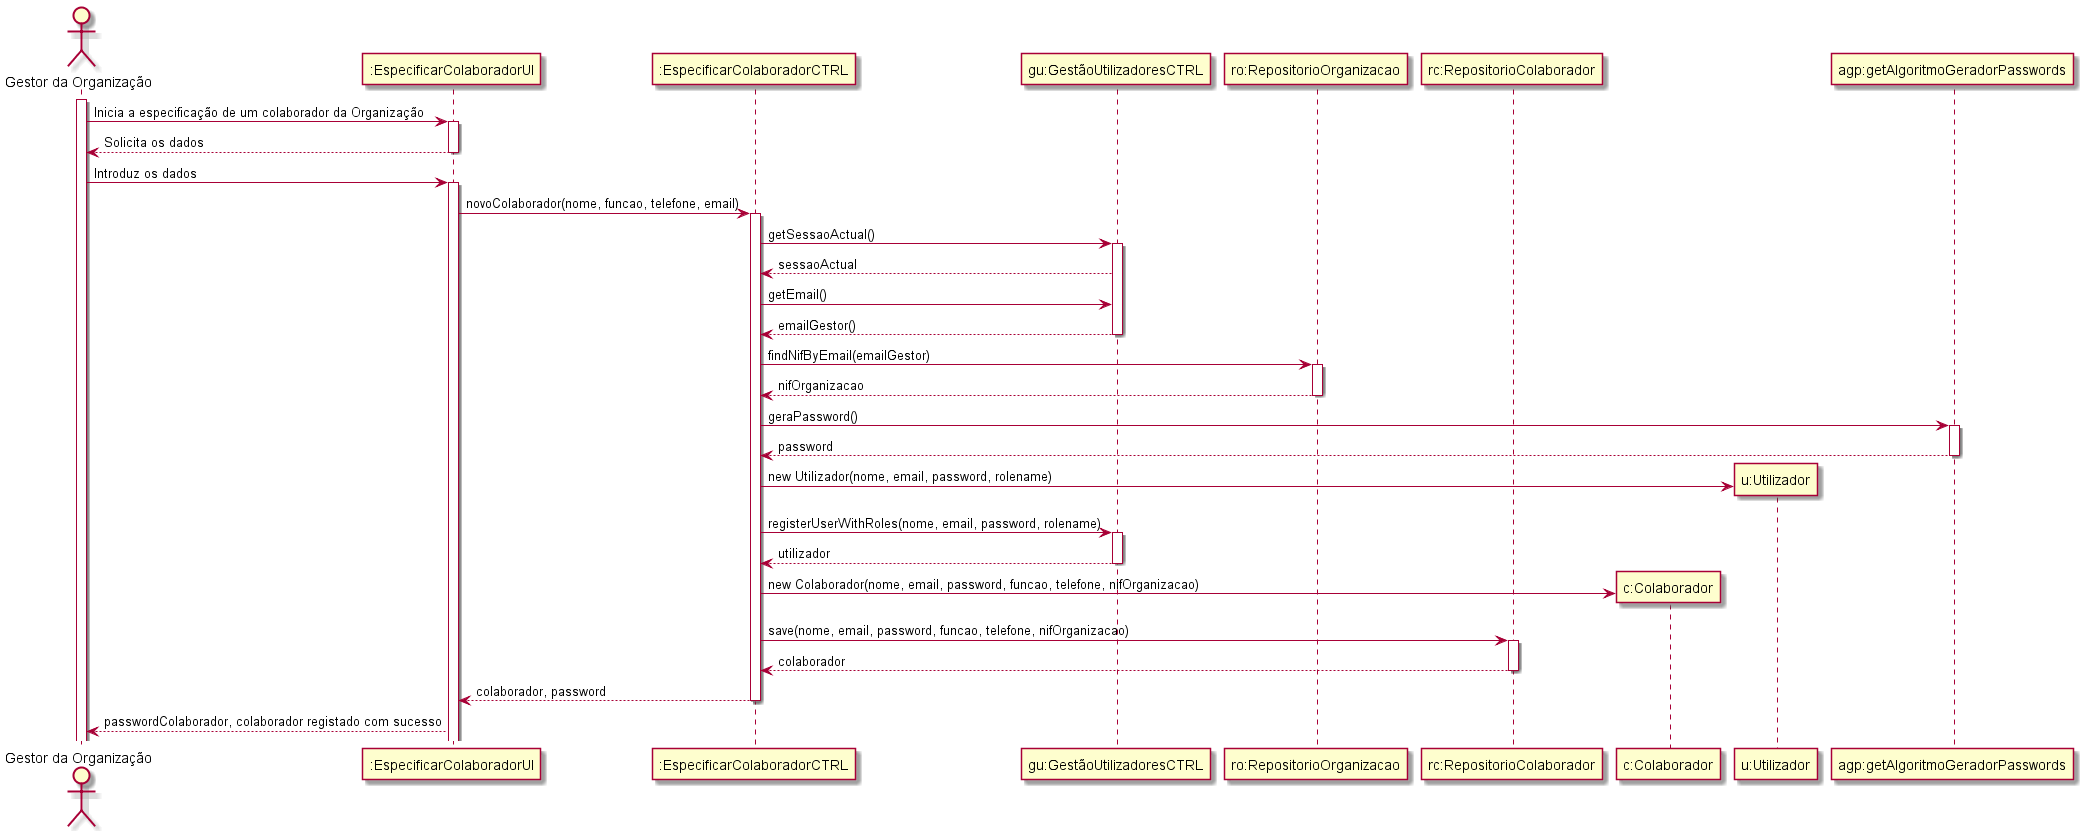 Gestor da Organização
:EspecificarColaboradorUI
:EspecificarColaboradorCTRL
gu:GestãoUtilizadoresCTRL
ro:RepositorioOrganizacao
rc:RepositorioColaborador
agp:getAlgoritmoGeradorPasswords
Inicia a especificação de um colaborador da Organização
Solicita os dados
Introduz os dados
novoColaborador(nome, funcao, telefone, email)
getSessaoActual()
sessaoActual
getEmail()
emailGestor()
findNifByEmail(emailGestor)
nifOrganizacao
geraPassword()
password
new Utilizador(nome, email, password, rolename)
u:Utilizador
registerUserWithRoles(nome, email, password, rolename)
utilizador
new Colaborador(nome, email, password, funcao, telefone, nifOrganizacao)
c:Colaborador
save(nome, email, password, funcao, telefone, nifOrganizacao)
colaborador
colaborador, password
passwordColaborador, colaborador registado com sucesso
Gestor da Organização
:EspecificarColaboradorUI
:EspecificarColaboradorCTRL
gu:GestãoUtilizadoresCTRL
ro:RepositorioOrganizacao
rc:RepositorioColaborador
c:Colaborador
u:Utilizador
agp:getAlgoritmoGeradorPasswords